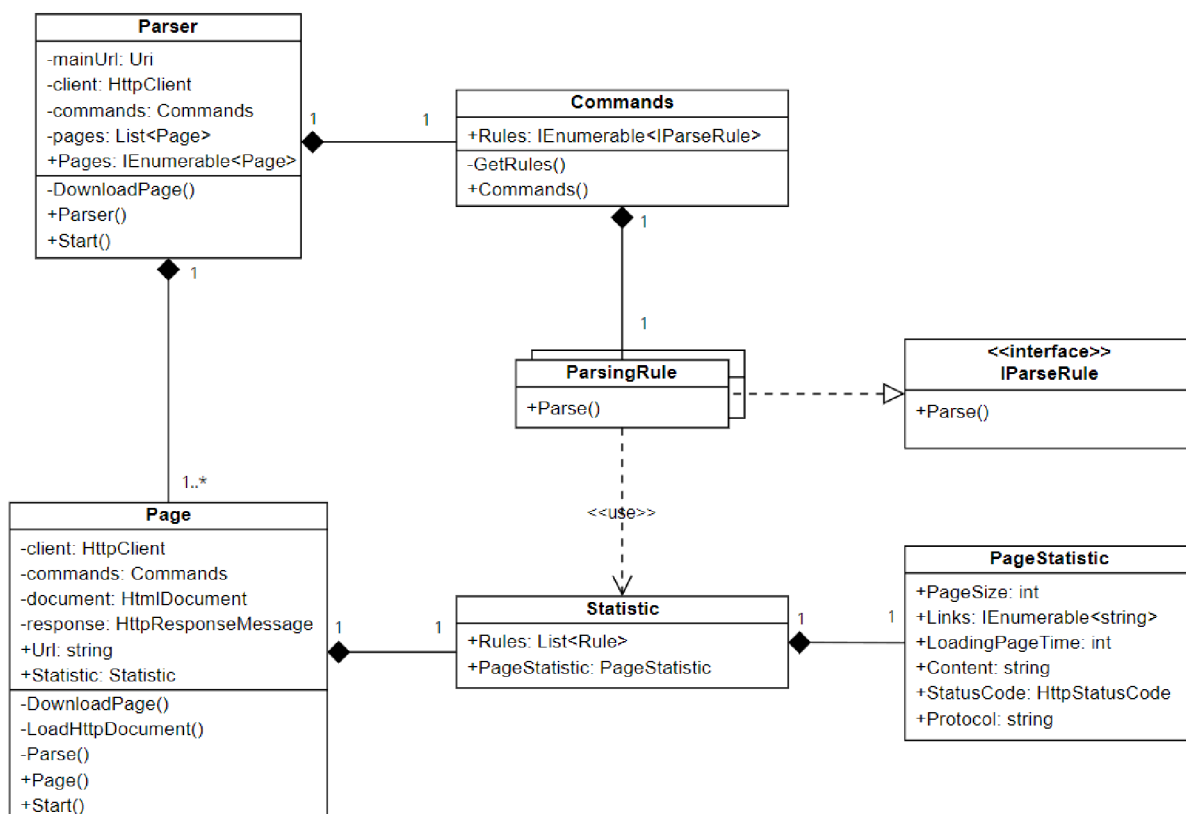 Parser
-mainUrl: Uri
-client: HttpClient
-commands: Commands
-pages: List<Page>
+Pages: IEnumerable<Page>
-DownloadPage()
+Parser()
+Start()
1
1
Commands
+Rules: IEnumerable<IParseRule>
-GetRules()
+Commands()
1
1
1
1..*
ParsingRule
+Parse()
<<interface>>
IParseRule
+Parse()
<<use>>
Page
-client: HttpClient
-commands: Commands
-document: HtmlDocument
-response: HttpResponseMessage
+Url: string
+Statistic: Statistic
-DownloadPage()
-LoadHttpDocument()
-Parse()
+Page()
+Start()
1
1
Statistic
+Rules: List<Rule>
+PageStatistic: PageStatistic
1
1
PageStatistic
+PageSize: int
+Links: IEnumerable<string>
+LoadingPageTime: int
+Content: string
+StatusCode: HttpStatusCode
+Protocol: string